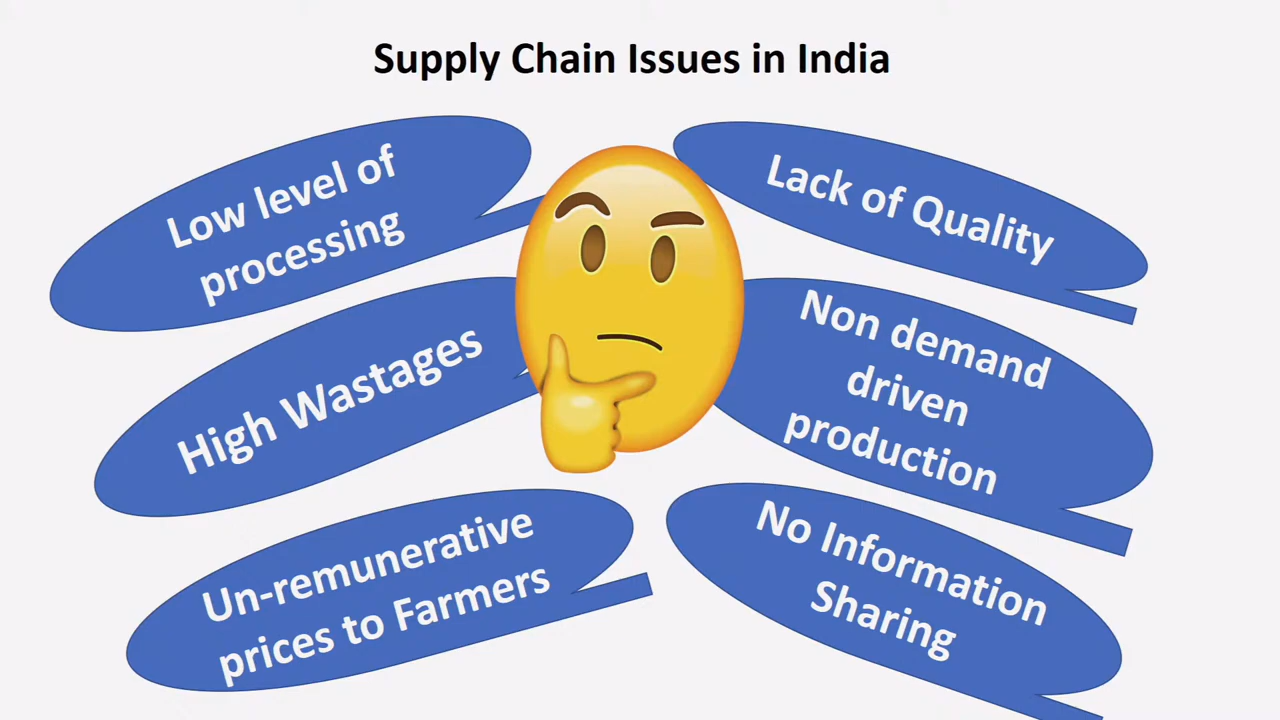 Supply Chain Issues in India
Low level of
processing
Lack of Quality
High Wastages
Non demand
driven
production
Un-remunerative
prices to Farmers
No Information
Sharing